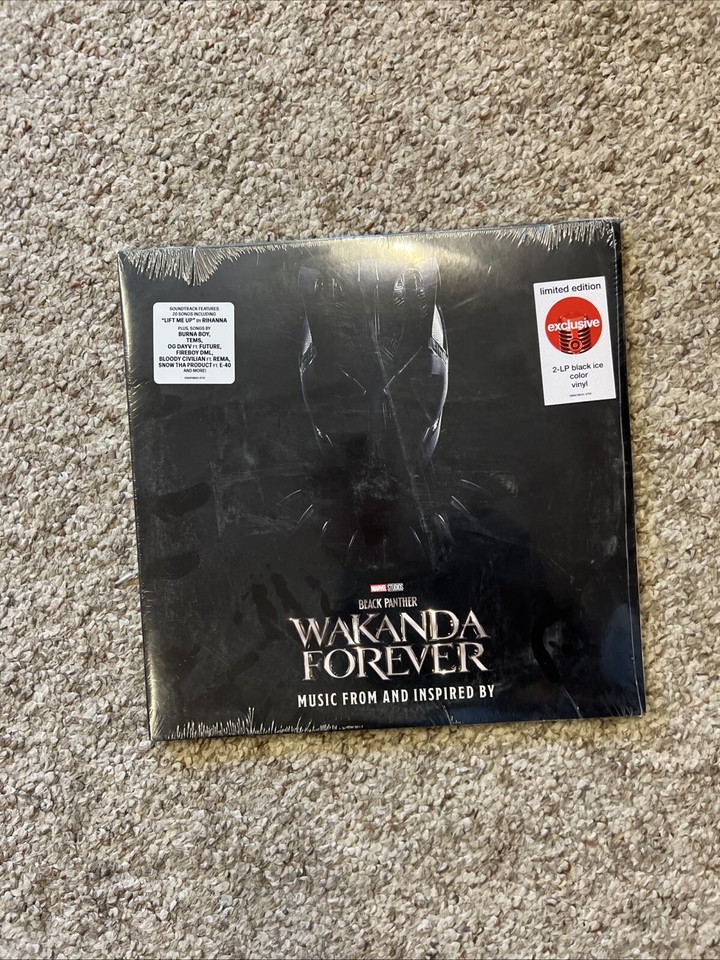 SOUNDTRACK FEATURES
20 SONGS INCLUDING
"LIFT ME UP" BY RIHANNA
PLUS, SONGS BY
BURNA BOY,
TEMS,
OG DAYV FT. FUTURE,
FIREBOY DML,
BLOODY CIVILIAN FT. REMA,
SNOW THA PRODUCT FT. E-40
AND MORE!
limited edition
exclusive
2-LP black ice
color
vinyl
MARVEL STUDIOS
BLACK PANTHER
WAKANDA
FOREVER
MUSIC FROM AND INSPIRED BY